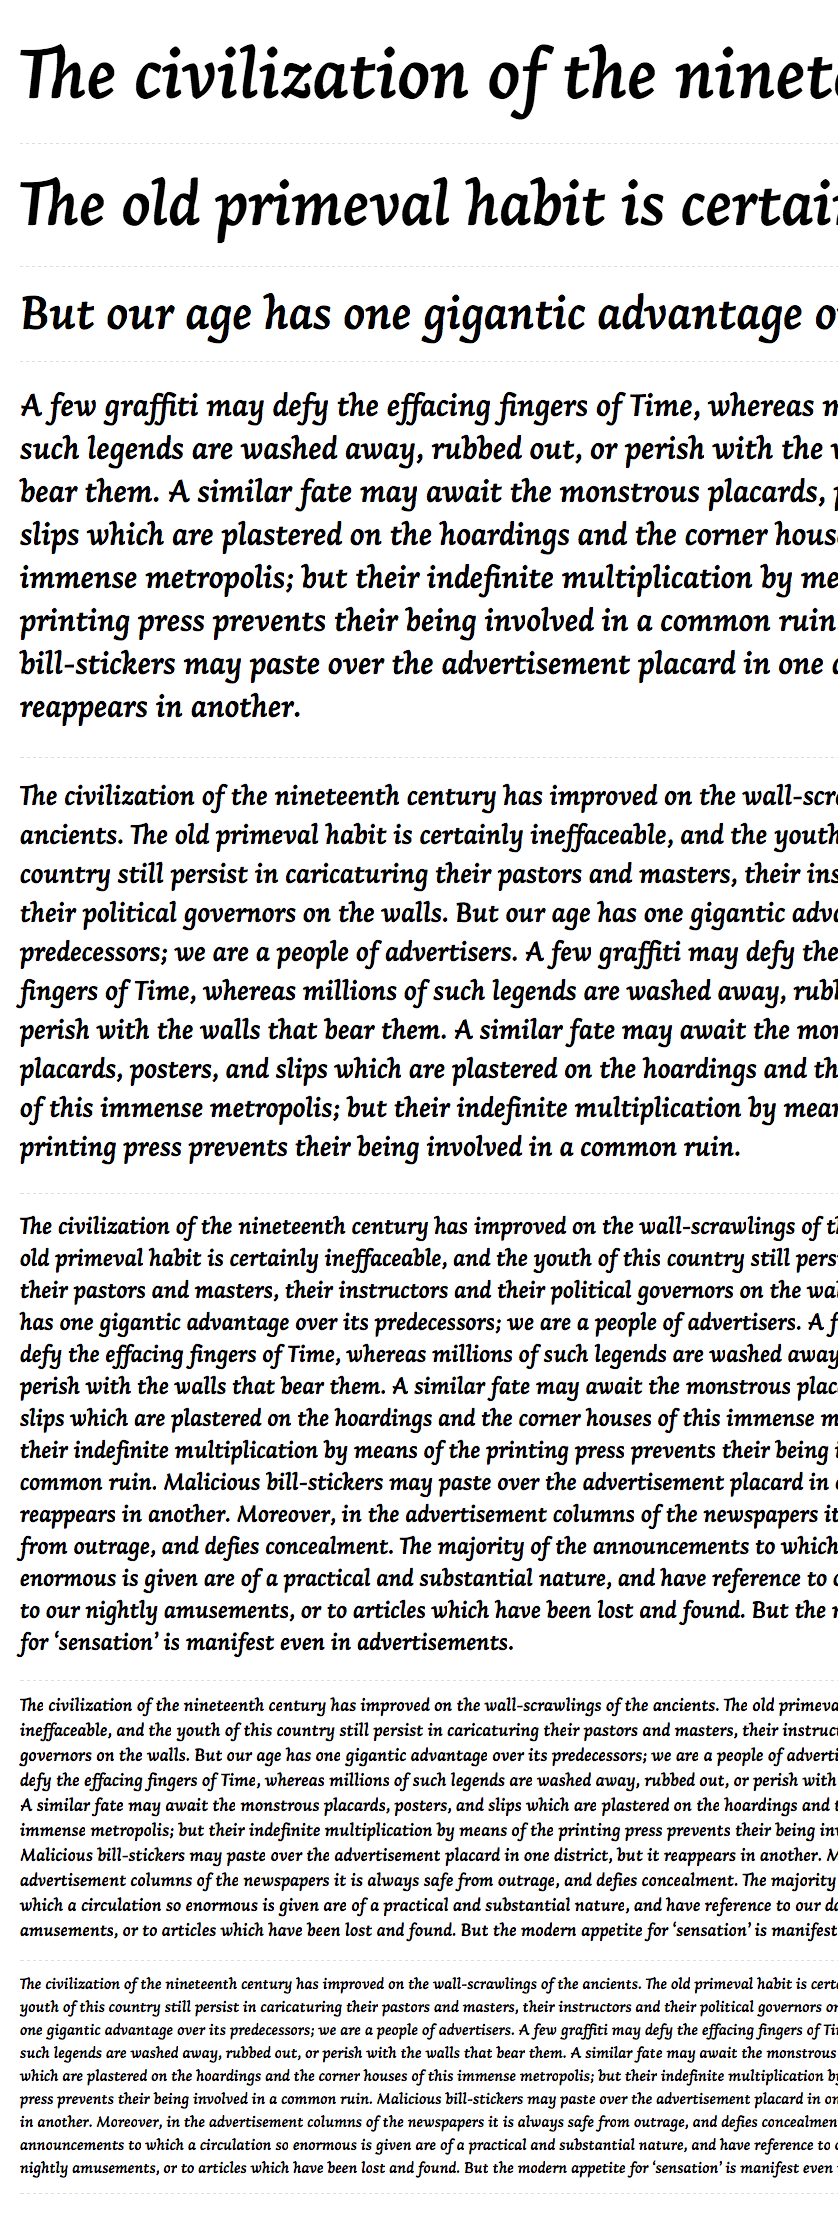 The civilization of the
The old primeval habit is
But our age has one gigantic advantage
A few graffiti may defy the effacing fingers of Time, whereas
such legends are washed away, rubbed out, or perish with the
bear them. A similar fate may await the monstrous placards,
slips which are plastered on the hoardings and the corner
immense metropolis; but their indefinite multiplication by
printing press prevents their being involved in a common ruin
bill-stickers may paste over the advertisement placard in one
reappears in another.
The civilization of the nineteenth century has improved on the
ancients. The old primeval habit is certainly ineffaceable, and the youth
country still persist in caricaturing their pastors and masters, their
their political governors on the walls. But our age has one gigantic
predecessors; we are a people of advertisers. A few graffiti may defy the
fingers of Time, whereas millions of such legends are washed away,
perish with the walls that bear them. A similar fate may await the
placards, posters, and slips which are plastered on the hoardings and
of this immense metropolis; but their indefinite multiplication by
printing press prevents their being involved in a common ruin.
The civilization of the nineteenth century has improved on the wall-scrawlings of
old primeval habit is certainly ineffaceable, and the youth of this country still
their pastors and masters, their instructors and their political governors on the
has one gigantic advantage over its predecessors; we are a people of advertisers. A
defy the effacing fingers of Time, whereas millions of such legends are washed away
perish with the walls that bear them. A similar fate may await the monstrous
slips which are plastered on the hoardings and the corner houses of this immense
their indefinite multiplication by means of the printing press prevents their being
common ruin. Malicious bill-stickers may paste over the advertisement placard in
reappears in another. Moreover, in the advertisement columns of the newspapers it
from outrage, and defies concealment. The majority of the announcements to which
enormous is given are of a practical and substantial nature, and have reference to
to our nightly amusements, or to articles which have been lost and found. But the
for ‘sensation’ is manifest even in advertisements.
The civilization of the nineteenth century has improved on the wall-scrawlings of the ancients. The old
ineffaceable, and the youth of this country still persist in caricaturing their pastors and masters, their
governors on the walls. But our age has one gigantic advantage over its predecessors; we are a people of
defy the effacing fingers of Time, whereas millions of such legends are washed away, rubbed out, or perish with
A similar fate may await the monstrous placards, posters, and slips which are plastered on the hoardings and
immense metropolis; but their indefinite multiplication by means of the printing press prevents their being
Malicious bill-stickers may paste over the advertisement placard in one district, but it reappears in another.
advertisement columns of the newspapers it is always safe from outrage, and defies concealment. The majority
which a circulation so enormous is given are of a practical and substantial nature, and have reference to our
amusements, or to articles which have been lost and found. But the modern appetite for ‘sensation’ is manifest
The civilization of the nineteenth century has improved on the wall-scrawlings of the ancients. The old primeval habit is
youth of this country still persist in caricaturing their pastors and masters, their instructors and their political governors
one gigantic advantage over its predecessors; we are a people of advertisers. A few graffiti may defy the effacing fingers of
such legends are washed away, rubbed out, or perish with the walls that bear them. A similar fate may await the monstrous
which are plastered on the hoardings and the corner houses of this immense metropolis; but their indefinite multiplication
press prevents their being involved in a common ruin. Malicious bill-stickers may paste over the advertisement placard in
in another. Moreover, in the advertisement columns of the newspapers it is always safe from outrage, and defies
announcements to which a circulation so enormous is given are of a practical and substantial nature, and have reference to
nightly amusements, or to articles which have been lost and found. But the modern appetite for ‘sensation’ is manifest even